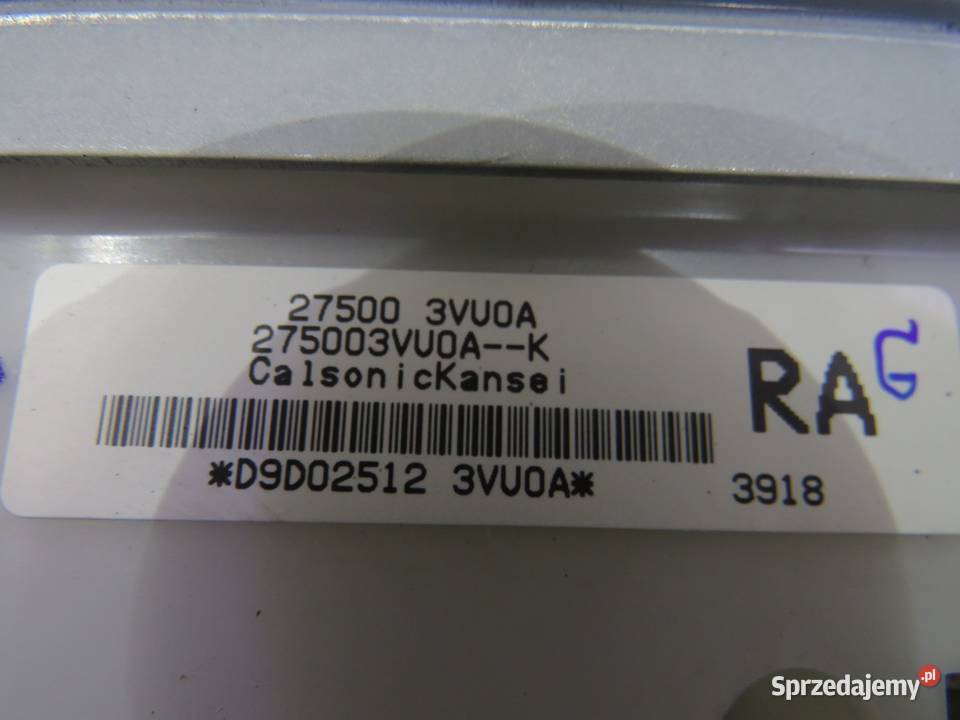 27500 3VU0A
275003VU0A--K
CalsonicKansei
RA
*D9D02512 3VU0A*
3918
Sprzedajemy.pl